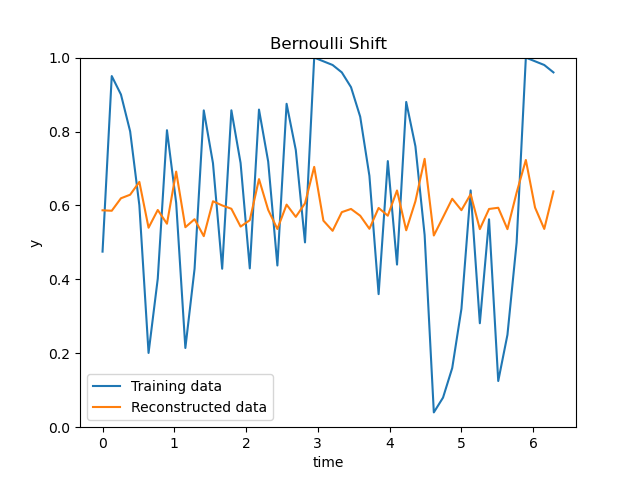 Bernoulli Shift
1.0
0.8
0.6
0.4
0.2
0.0
y
Training data
Reconstructed data
0 1 2 3 4 5 6
time